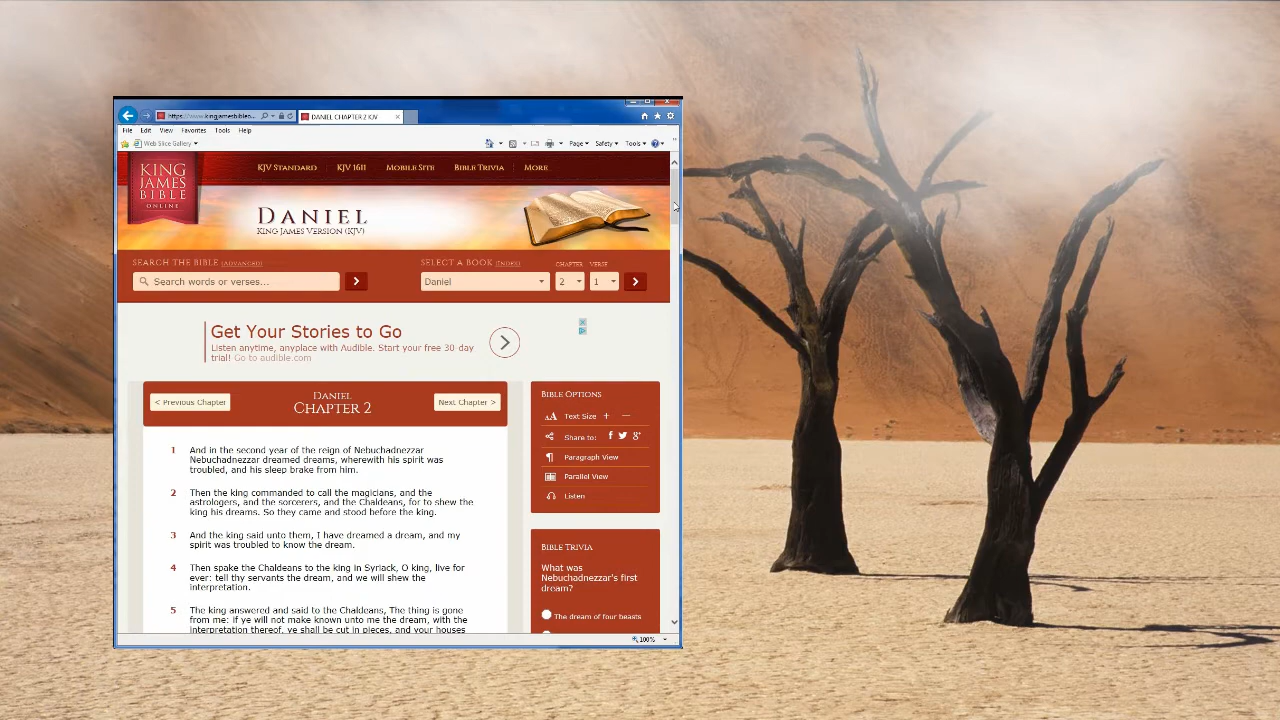 https://www.kingjamesbibleo...
DANIEL CHAPTER 2 KJV
File Edit View Favorites Tools Help
Web Slice Gallery
Page Safety Tools
KING
JAMES
BIBLE
ONLINE
KJV STANDARD KJV 1611 MOBILE SITE BIBLE TRIVIA MORE
DANIEL
KING JAMES VERSION (KJV)
SEARCH THE BIBLE (ADVANCED)
Search words or verses...
SELECT A BOOK (INDEX) CHAPTER VERSE
Daniel 2 1
Get Your Stories to Go
Listen anytime, anyplace with Audible. Start your free 30-day
trial! Go to audible.com
< Previous Chapter
DANIEL
CHAPTER 2
Next Chapter >
1 And in the second year of the reign of Nebuchadnezzar
Nebuchadnezzar dreamed dreams, wherewith his spirit was
troubled, and his sleep brake from him.
2 Then the king commanded to call the magicians, and the
astrologers, and the sorcerers, and the Chaldeans, for to shew the
king his dreams. So they came and stood before the king.
3 And the king said unto them, I have dreamed a dream, and my
spirit was troubled to know the dream.
4 Then spake the Chaldeans to the king in Syriack, O king, live for
ever: tell thy servants the dream, and we will shew the
interpretation.
5 The king answered and said to the Chaldeans, The thing is gone
from me: if ye will not make known unto me the dream, with the
interpretation thereof, ye shall be cut in pieces, and your houses
BIBLE OPTIONS
AA Text Size + —
Share to: f g+
¶ Paragraph View
Parallel View
Listen
BIBLE TRIVIA
What was
Nebuchadnezzar's first
dream?
The dream of four beasts
100%